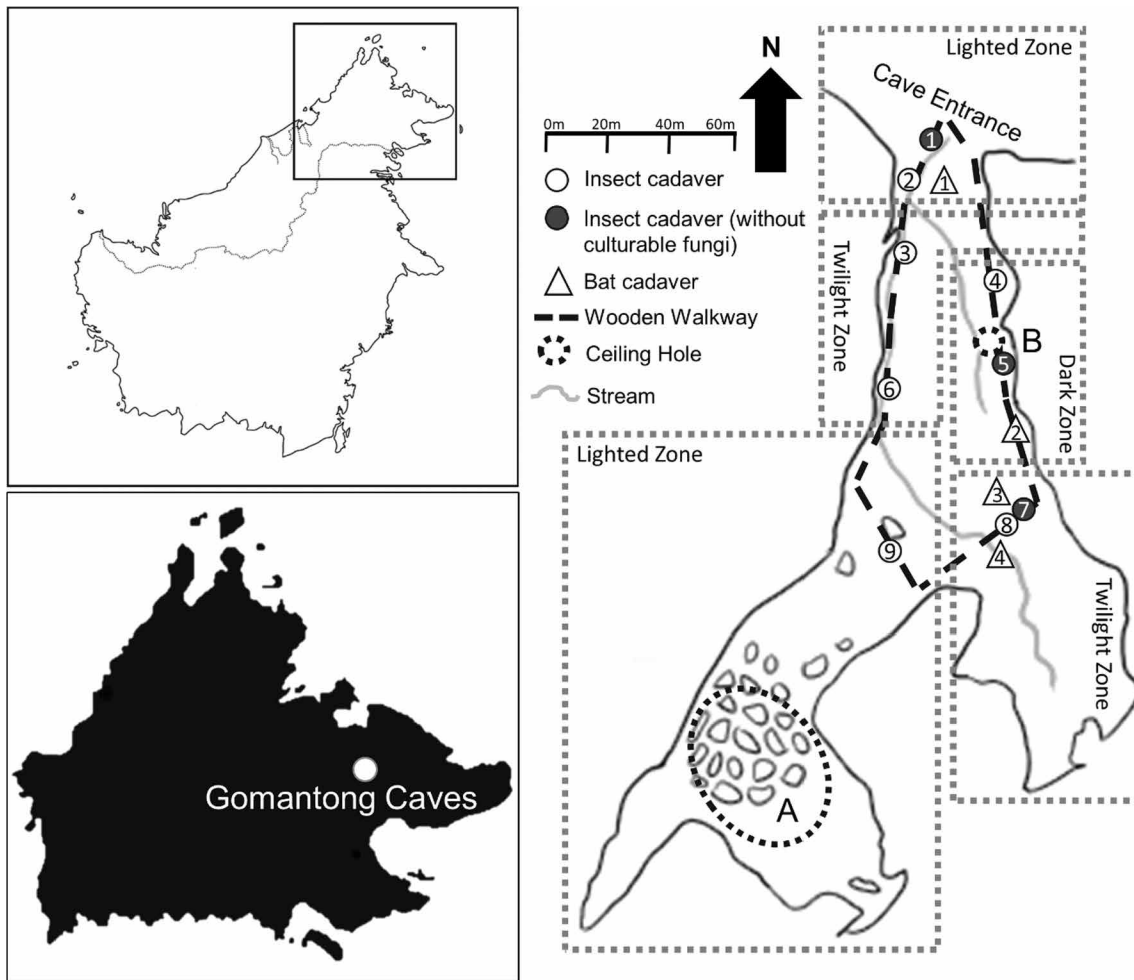 Gomantong Caves
N
0m 20m 40m 60m
Insect cadaver
Insect cadaver (without
culturable fungi)
Bat cadaver
Wooden Walkway
Ceiling Hole
Stream
Lighted Zone
Cave Entrance
1
2
1
Twilight Zone
3
4
B
5
Dark Zone
6
2
Lighted Zone
3
7
8
9
4
Twilight Zone
A